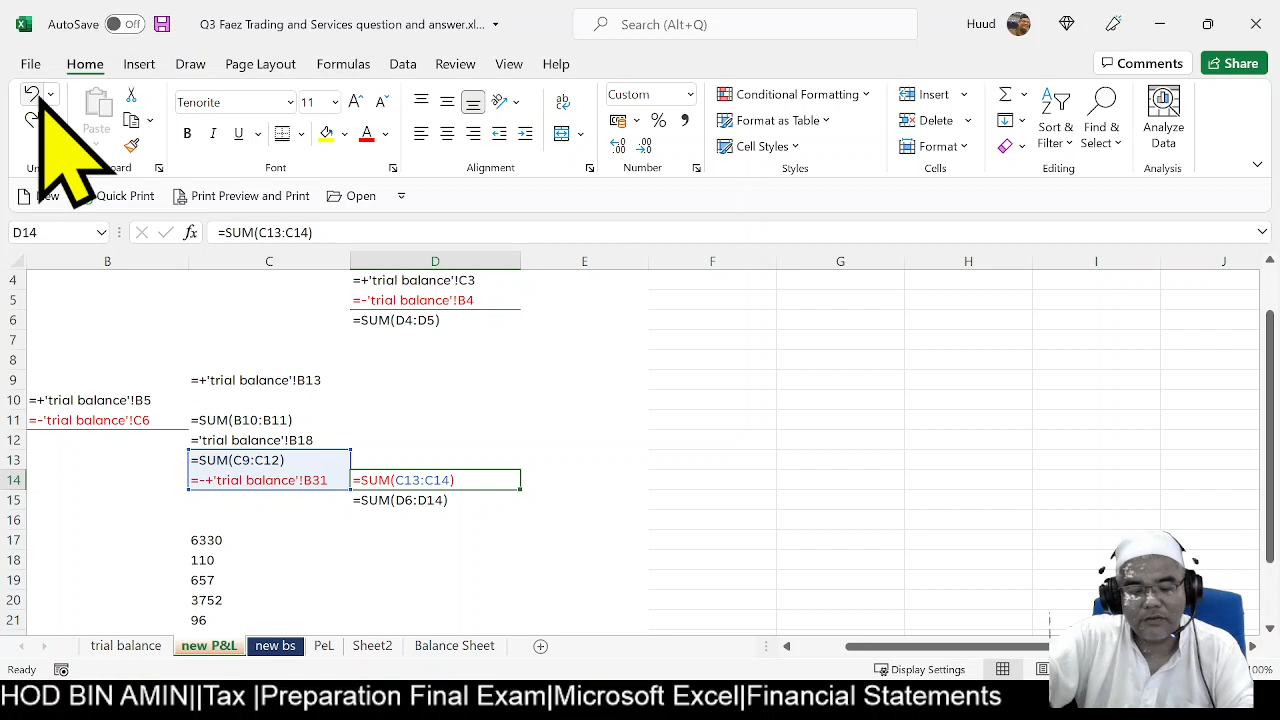 AutoSave Off Q3 Faez Trading and Services question and answer.xl... Search (Alt+Q) Huud
File Home Insert Draw Page Layout Formulas Data Review View Help Comments Share
Paste Tenorite 11 Custom Conditional Formatting Insert Σ Sort & Filter Find & Select Analyze Data
B I U A % Format as Table Delete
Cell Styles Format
Font Alignment Number Styles Cells Editing Analysis
Quick Print Print Preview and Print Open
D14 fx =SUM(C13:C14)
B C D E F G H I J
4 =+'trial balance'!C3
5 =-'trial balance'!B4
6 =SUM(D4:D5)
7
8
9 =+'trial balance'!B13
10 =+'trial balance'!B5
11 =-'trial balance'!C6 =SUM(B10:B11)
12 ='trial balance'!B18
13 =SUM(C9:C12)
14 =-+'trial balance'!B31 =SUM(C13:C14)
15 =SUM(D6:D14)
16
17 6330
18 110
19 657
20 3752
21 96
trial balance new P&L new bs PeL Sheet2 Balance Sheet
Ready Display Settings 00%
HOD BIN AMIN||Tax |Preparation Final Exam|Microsoft Excel|Financial Statements